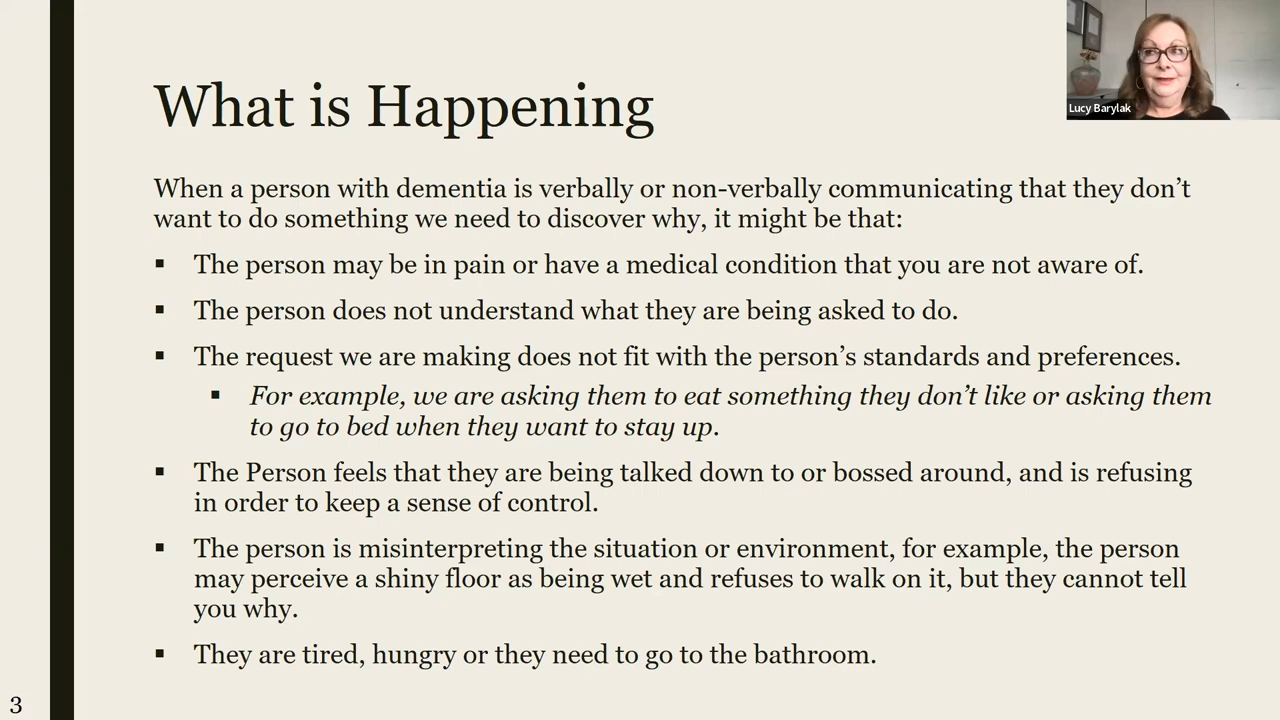 What is Happening
Lucy Barylak
When a person with dementia is verbally or non-verbally communicating that they don’t
want to do something we need to discover why, it might be that:
▪ The person may be in pain or have a medical condition that you are not aware of.
▪ The person does not understand what they are being asked to do.
▪ The request we are making does not fit with the person’s standards and preferences.
▪ For example, we are asking them to eat something they don’t like or asking them
to go to bed when they want to stay up.
▪ The Person feels that they are being talked down to or bossed around, and is refusing
in order to keep a sense of control.
▪ The person is misinterpreting the situation or environment, for example, the person
may perceive a shiny floor as being wet and refuses to walk on it, but they cannot tell
you why.
▪ They are tired, hungry or they need to go to the bathroom.
3